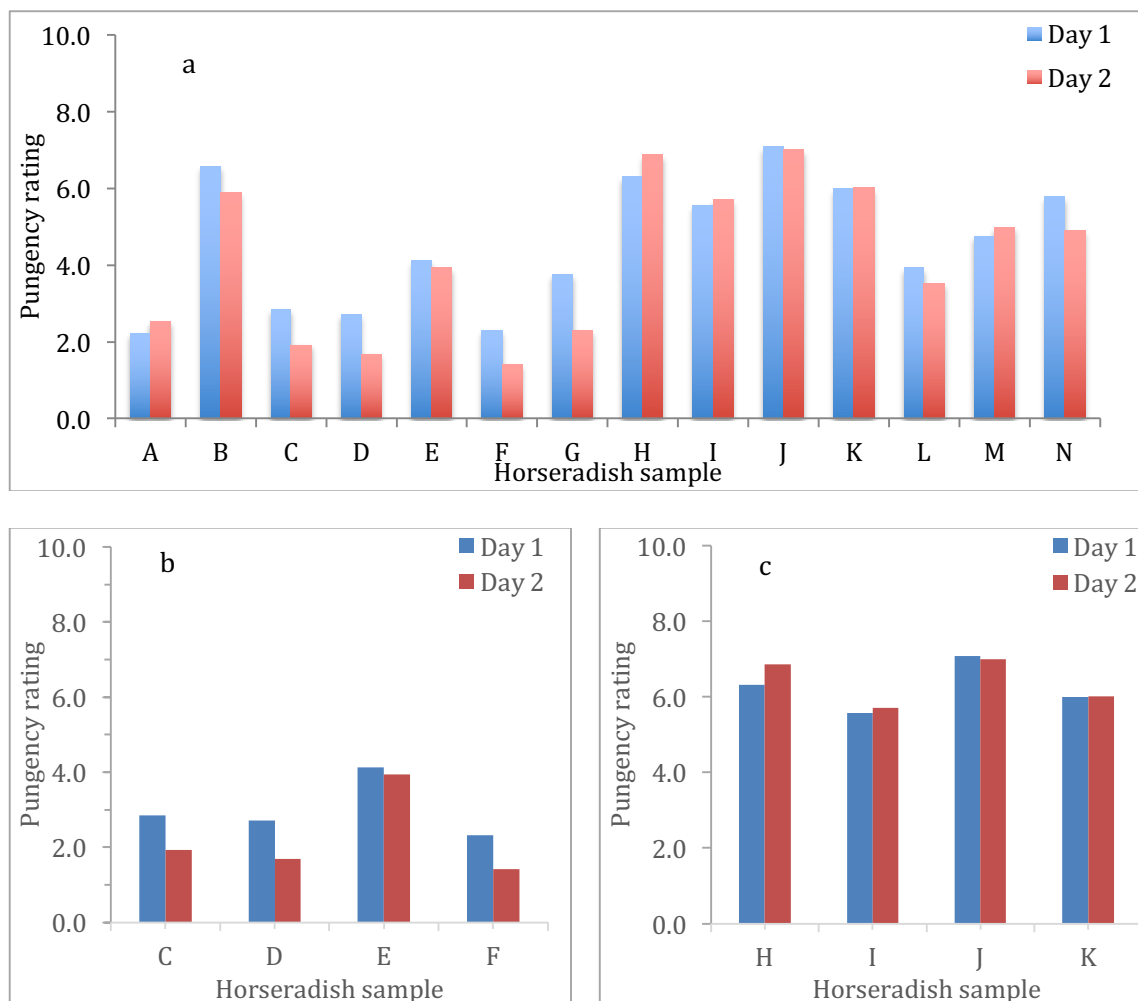 10.0
8.0
6.0
4.0
2.0
0.0
Pungency rating
a
Day 1
Day 2
A B C D E F G H I J K L M N
Horseradish sample
10.0
8.0
6.0
4.0
2.0
0.0
Pungency rating
b
Day 1
Day 2
C D E F
Horseradish sample
10.0
8.0
6.0
4.0
2.0
0.0
Pungency rating
c
Day 1
Day 2
H I J K
Horseradish sample